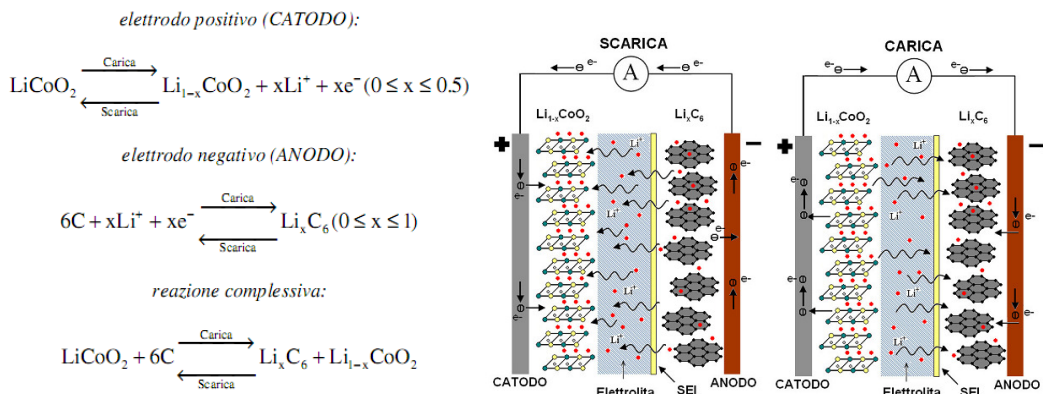 elettrodo positivo (CATODO):
Carica
LiCoO₂ Li₁₋ₓCoO₂ + xLi⁺ + xe⁻ (0 ≤ x ≤ 0.5)
Scarica
elettrodo negativo (ANODO):
Carica
6C + xLi⁺ + xe⁻ LiₓC₆ (0 ≤ x ≤ 1)
Scarica
reazione complessiva:
Carica
LiCoO₂ + 6C LiₓC₆ + Li₁₋ₓCoO₂
Scarica
SCARICA
e-
e-
A
Li₁₋ₓCoO₂
LiₓC₆
+
−
Li⁺
e-
e-
Li⁺
e-
Li⁺
e-
e-
Li⁺
CATODO
Elettrolita
SEI
ANODO
CARICA
e-
e-
A
Li₁₋ₓCoO₂
LiₓC₆
+
−
Li⁺
e-
Li⁺
e-
Li⁺
e-
e-
Li⁺
CATODO
Elettrolita
SEI
ANODO